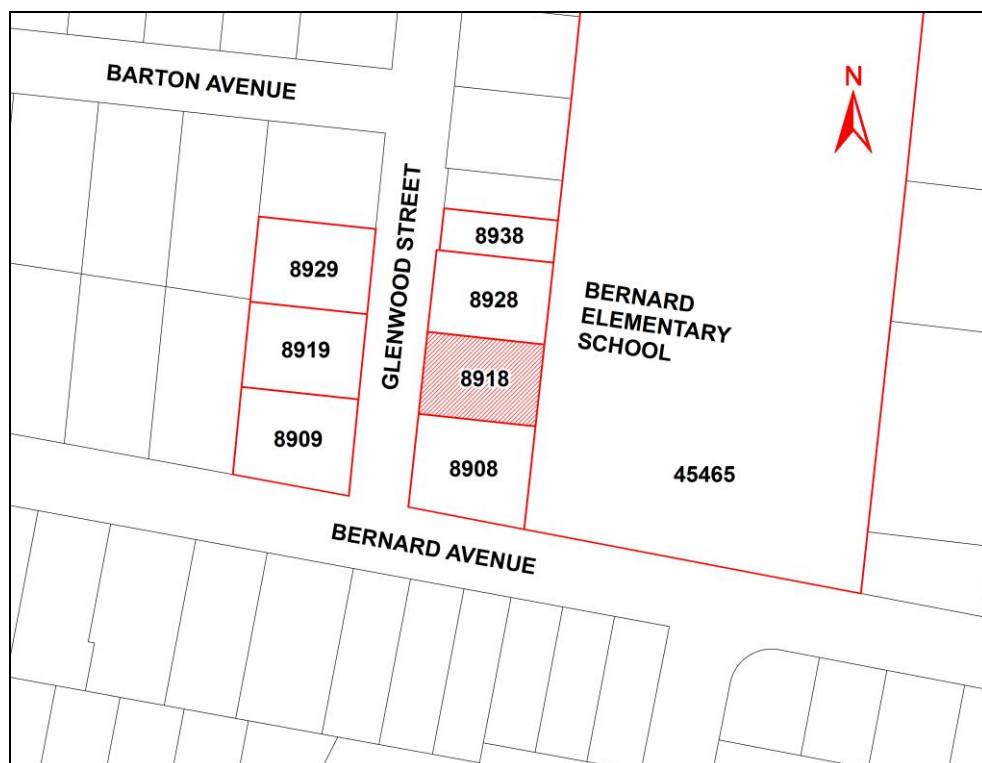 BARTON AVENUE
N
GLENWOOD STREET
8938
8929
8928
BERNARD
ELEMENTARY
SCHOOL
8919
8918
8909
8908
45465
BERNARD AVENUE